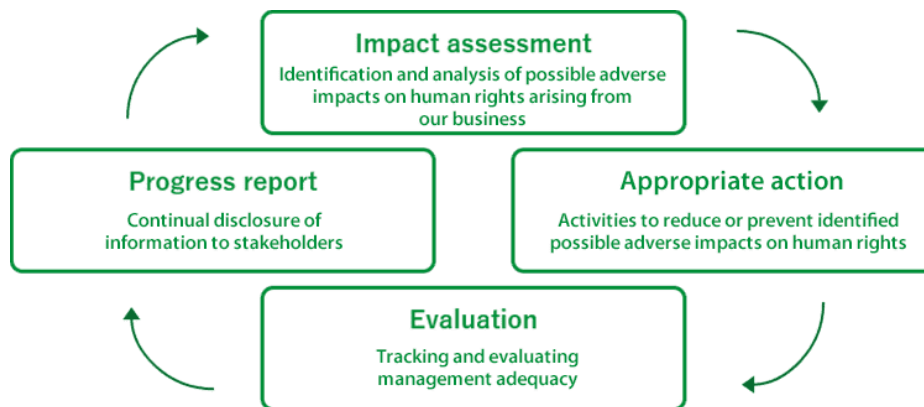 Impact assessment
Identification and analysis of possible adverse
impacts on human rights arising from
our business
Progress report
Continual disclosure of
information to stakeholders
Appropriate action
Activities to reduce or prevent identified
possible adverse impacts on human rights
Evaluation
Tracking and evaluating
management adequacy